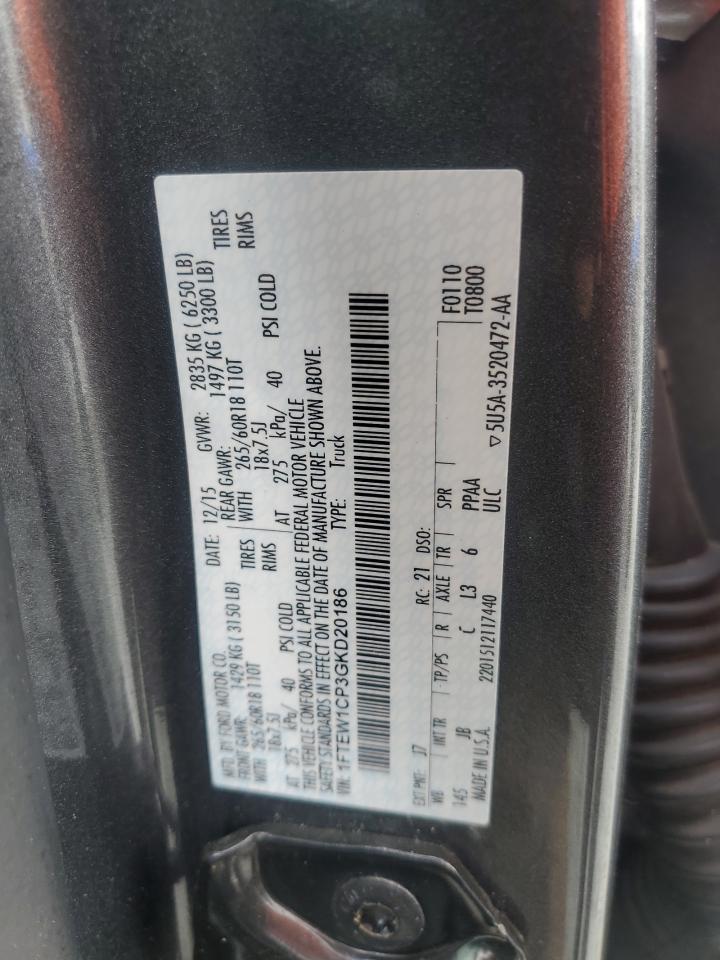 MFD. BY FORD MOTOR CO. DATE: 12/15 GVWR: 2835 KG ( 6250 LB)
FRONT GAWR: 1429 KG ( 3150 LB) REAR GAWR: 1497 KG ( 3300 LB)
WITH 265/60R18 110T TIRES WITH 265/60R18 110T TIRES
18x7.5J RIMS 18x7.5J RIMS
AT 275 kPa/ 40 PSI COLD AT 275 kPa/ 40 PSI COLD
THIS VEHICLE CONFORMS TO ALL APPLICABLE FEDERAL MOTOR VEHICLE
SAFETY STANDARDS IN EFFECT ON THE DATE OF MANUFACTURE SHOWN ABOVE.
VIN: 1FTEW1CP3GKD20186 TYPE: Truck
EXT PNT: J7 RC: 21 DSO:
WB INT TR TP/PS R AXLE TR SPR F0110
145 JB C L3 6 PPAA T0800
MADE IN U.S.A. 2201512117440 ULC ▽5U5A-3520472-AA